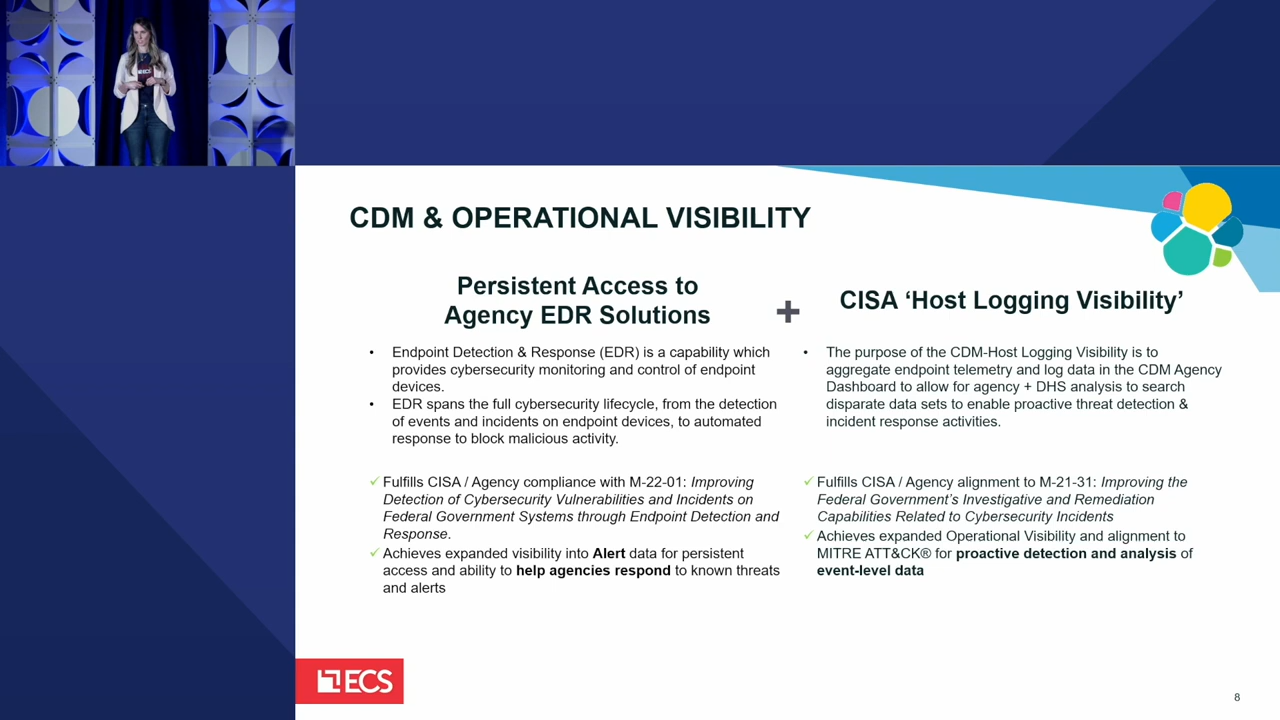 ECS
CDM & OPERATIONAL VISIBILITY
Persistent Access to
Agency EDR Solutions
+
CISA ‘Host Logging Visibility’
• Endpoint Detection & Response (EDR) is a capability which
provides cybersecurity monitoring and control of endpoint
devices.
• EDR spans the full cybersecurity lifecycle, from the detection
of events and incidents on endpoint devices, to automated
response to block malicious activity.
✓ Fulfills CISA / Agency compliance with M-22-01: Improving
Detection of Cybersecurity Vulnerabilities and Incidents on
Federal Government Systems through Endpoint Detection and
Response.
✓ Achieves expanded visibility into Alert data for persistent
access and ability to help agencies respond to known threats
and alerts
• The purpose of the CDM-Host Logging Visibility is to
aggregate endpoint telemetry and log data in the CDM Agency
Dashboard to allow for agency + DHS analysis to search
disparate data sets to enable proactive threat detection &
incident response activities.
✓ Fulfills CISA / Agency alignment to M-21-31: Improving the
Federal Government’s Investigative and Remediation
Capabilities Related to Cybersecurity Incidents
✓ Achieves expanded Operational Visibility and alignment to
MITRE ATT&CK® for proactive detection and analysis of
event-level data
ECS
8